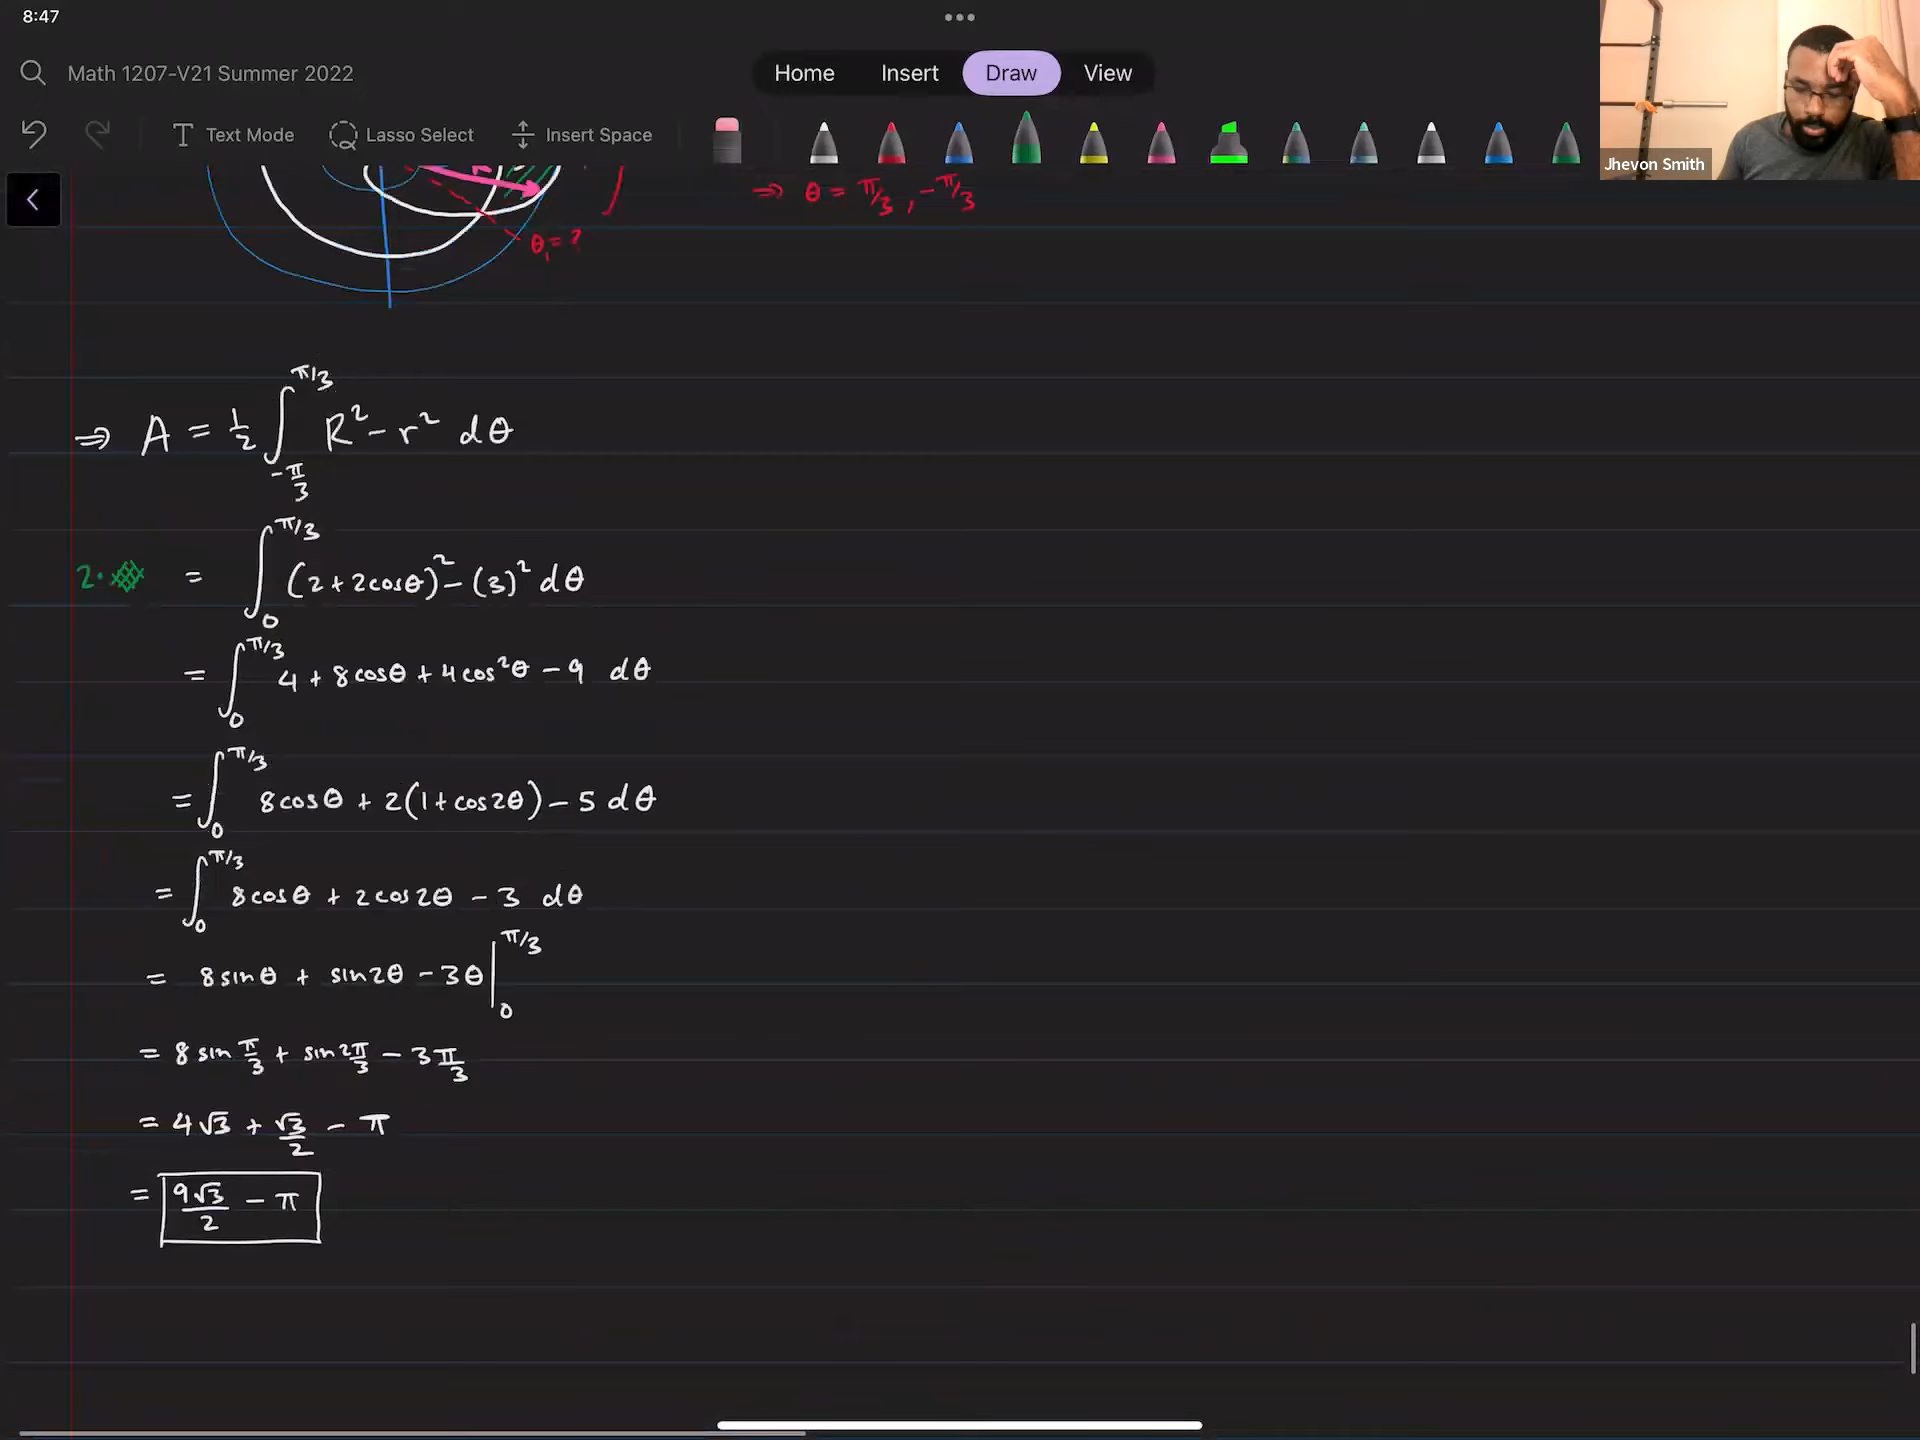 8:47
Math 1207-V21 Summer 2022
Home Insert Draw View
Text Mode Lasso Select Insert Space
Jhevon Smith
r
⇒ θ = π/3, -π/3
θ₁ = ?
⇒ A = 1/2 ∫_{-π/3}^{π/3} R² - r² dθ
2· = ∫_0^{π/3} (2 + 2cosθ)² - (3)² dθ
= ∫_0^{π/3} 4 + 8cosθ + 4cos²θ - 9 dθ
= ∫_0^{π/3} 8cosθ + 2(1 + cos2θ) - 5 dθ
= ∫_0^{π/3} 8cosθ + 2cos2θ - 3 dθ
= 8sinθ + sin2θ - 3θ |_0^{π/3}
= 8 sin π/3 + sin 2π/3 - 3 π/3
= 4√3 + √3/2 - π
= 9√3/2 - π